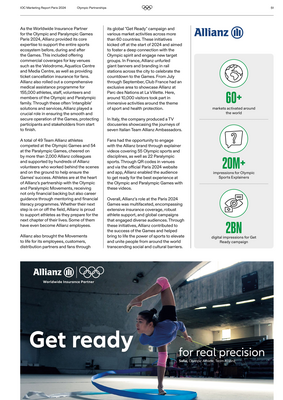 IOC Marketing Report Paris 2024
Olympic Partnerships
As the Worldwide Insurance Partner
for the Olympic and Paralympic Games
Paris 2024, Allianz provided its core
expertise to support the entire sports
ecosystem before, during and after
the Games. This included offering
commercial coverages for key venues
such as the Velodrome, Aquatics Centre
and Media Centre, as well as providing
ticket cancellation insurance for fans.
Allianz also rolled out a comprehensive
medical assistance programme for
155,000 athletes, staff, volunteers and
members of the Olympic and Paralympic
family. Through these often 'intangible'
solutions and services, Allianz played a
crucial role in ensuring the smooth and
secure operation of the Games, protecting
participants and stakeholders from start
to finish.
A total of 49 Team Allianz athletes
competed at the Olympic Games and 54
at the Paralympic Games, cheered on
by more than 2,000 Allianz colleagues
and supported by hundreds of Allianz
volunteers who worked behind the scenes
and on the ground to help ensure the
Games' success. Athletes are at the heart
of Allianz's partnership with the Olympic
and Paralympic Movements, receiving
not only financial backing but also career
guidance through mentoring and financial
literacy programmes. Whether their next
step is on or off the field, Allianz is proud
to support athletes as they prepare for the
next chapter of their lives. Some of them
have even become Allianz employees.
Allianz also brought the Movements
to life for its employees, customers,
distribution partners and fans through
its global 'Get Ready' campaign and
various market activities across more
than 60 countries. These initiatives
kicked off at the start of 2024 and aimed
to foster a deep connection with the
Olympic spirit and engage new target
groups. In France, Allianz unfurled
giant banners and branding in rail
stations across the city to celebrate the
countdown to the Games. From July
through September, Club France had an
exclusive area to showcase Allianz at
Parc des Nations at La Villette. Here,
around 10,000 visitors took part in
immersive activities around the theme
of sport and health protection.
In Italy, the company produced a TV
docuseries showcasing the journeys of
seven Italian Team Allianz Ambassadors.
Fans had the opportunity to engage
with the Allianz brand through explainer
videos covering 55 Olympic sports and
disciplines, as well as 22 Paralympic
sports. Through QR codes in venues
and via the official Paris 2024 website
and app, Allianz enabled the audience
to get ready for the best experience at
the Olympic and Paralympic Games with
these videos.
Overall, Allianz's role at the Paris 2024
Games was multifaceted, encompassing
extensive insurance coverage, robust
athlete support, and global campaigns
that engaged diverse audiences. Through
these initiatives, Allianz contributed to
the success of the Games and helped
bring to life the power of sports to elevate
and unite people from around the world
transcending social and cultural barriers.
Allianz
60+
markets activated around
the world
20M+
impressions for Olympic
Sports Explainers
2BN
digital impressions for Get
Ready campaign
Allianz
Worldwide Insurance Partner
Get ready
for real precision